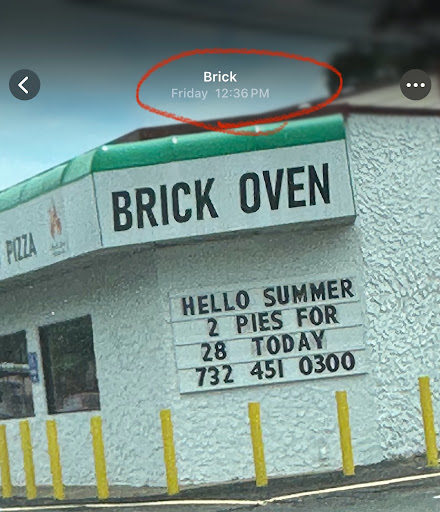 Brick
Friday 12:36 PM
BRICK OVEN
PIZZA
HELLO SUMMER
2 PIES FOR
28 TODAY
732 451 0300